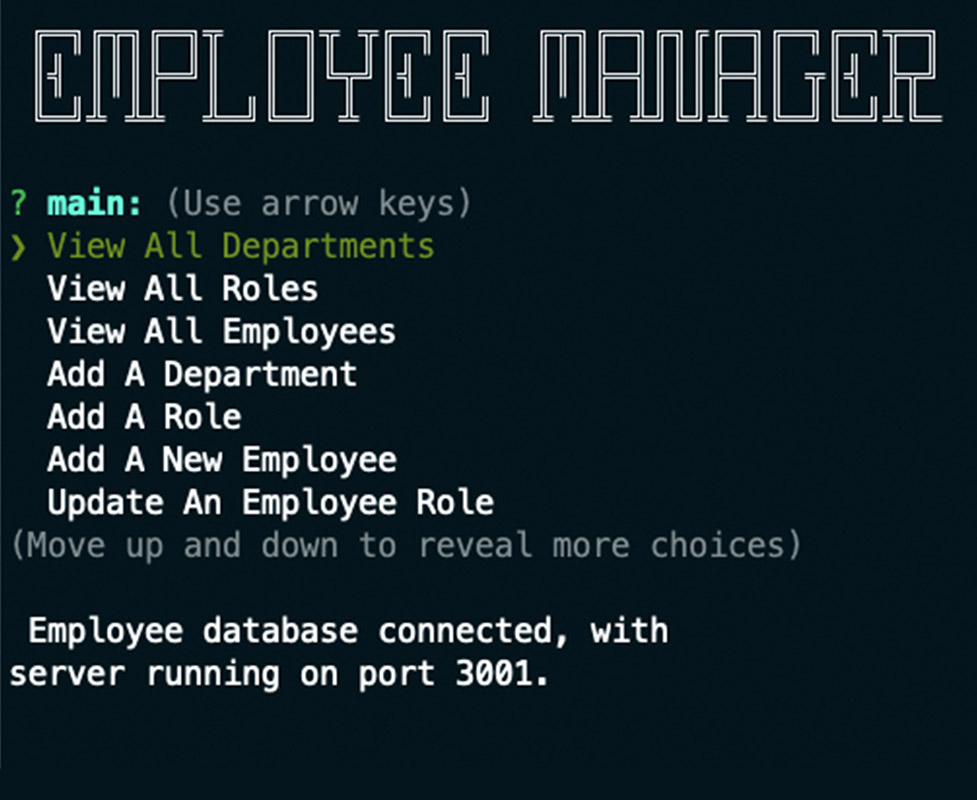 EMPLOYEE MANAGER
? main: (Use arrow keys)
❯ View All Departments
View All Roles
View All Employees
Add A Department
Add A Role
Add A New Employee
Update An Employee Role
(Move up and down to reveal more choices)
Employee database connected, with
server running on port 3001.